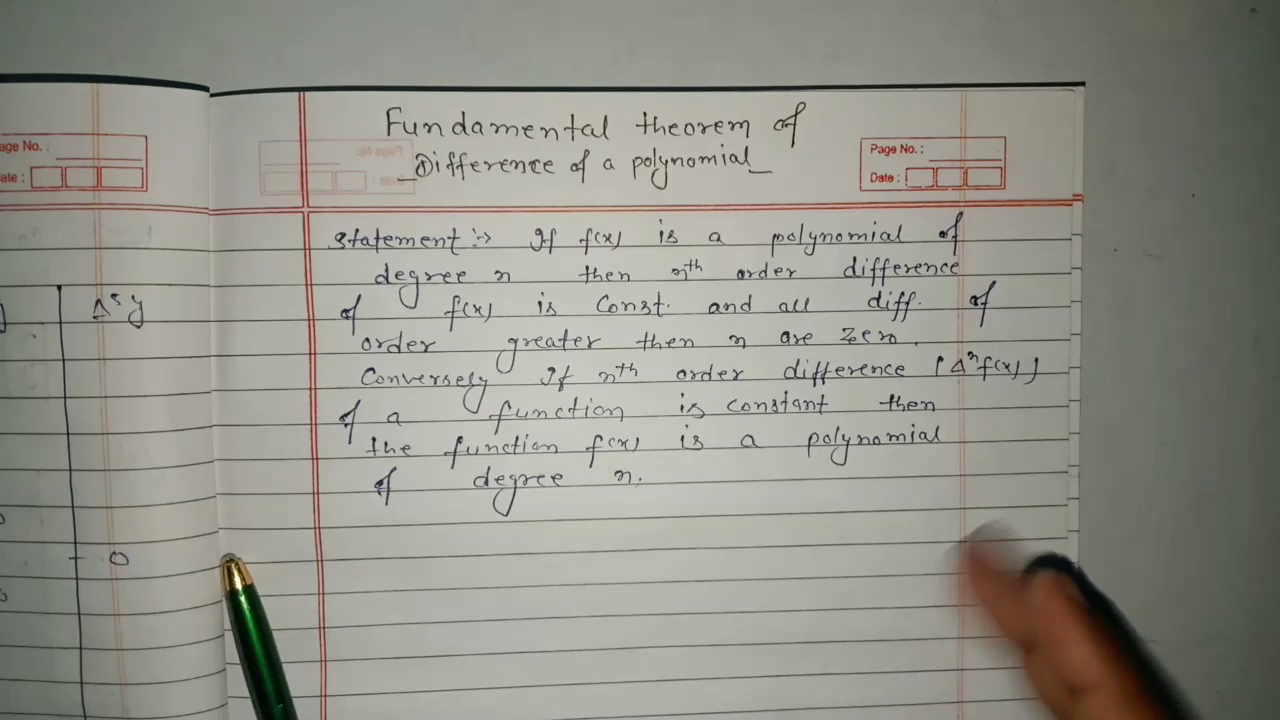 Fundamental theorem of
Difference of a polynomial
Page No. :
Date :
age No. :
ate :
Statement :-> If f(x) is a polynomial of
degree n then nth order difference
of f(x) is Const. and all diff. of
order greater then n are Zero.
Conversely If nth order difference [Δⁿf(x)]
of a function is constant then
the function f(x) is a polynomial
of degree n.
Δ⁵y
0